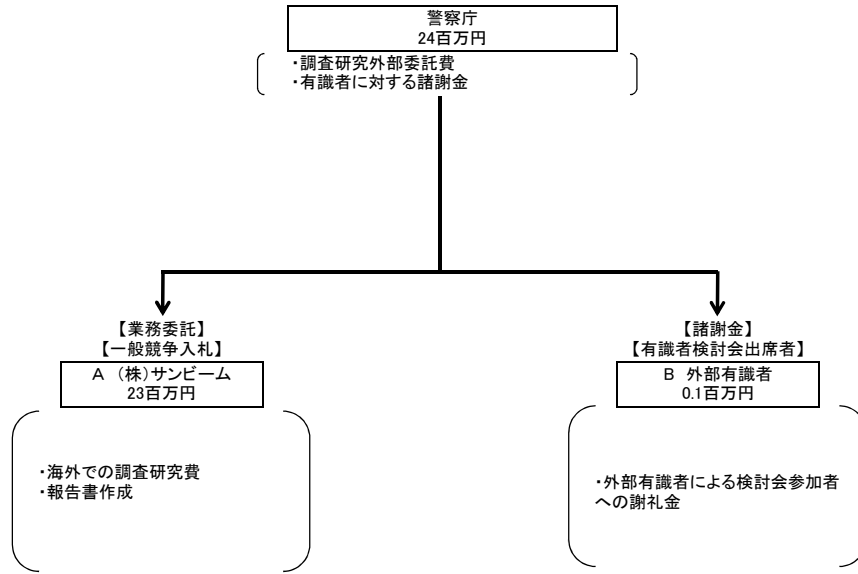 警察庁
24百万円
・調査研究外部委託費
・有識者に対する諸謝金
【業務委託】
【一般競争入札】
A （株）サンビーム
23百万円
・海外での調査研究費
・報告書作成
【諸謝金】
【有識者検討会出席者】
B 外部有識者
0.1百万円
・外部有識者による検討会参加者
への謝礼金